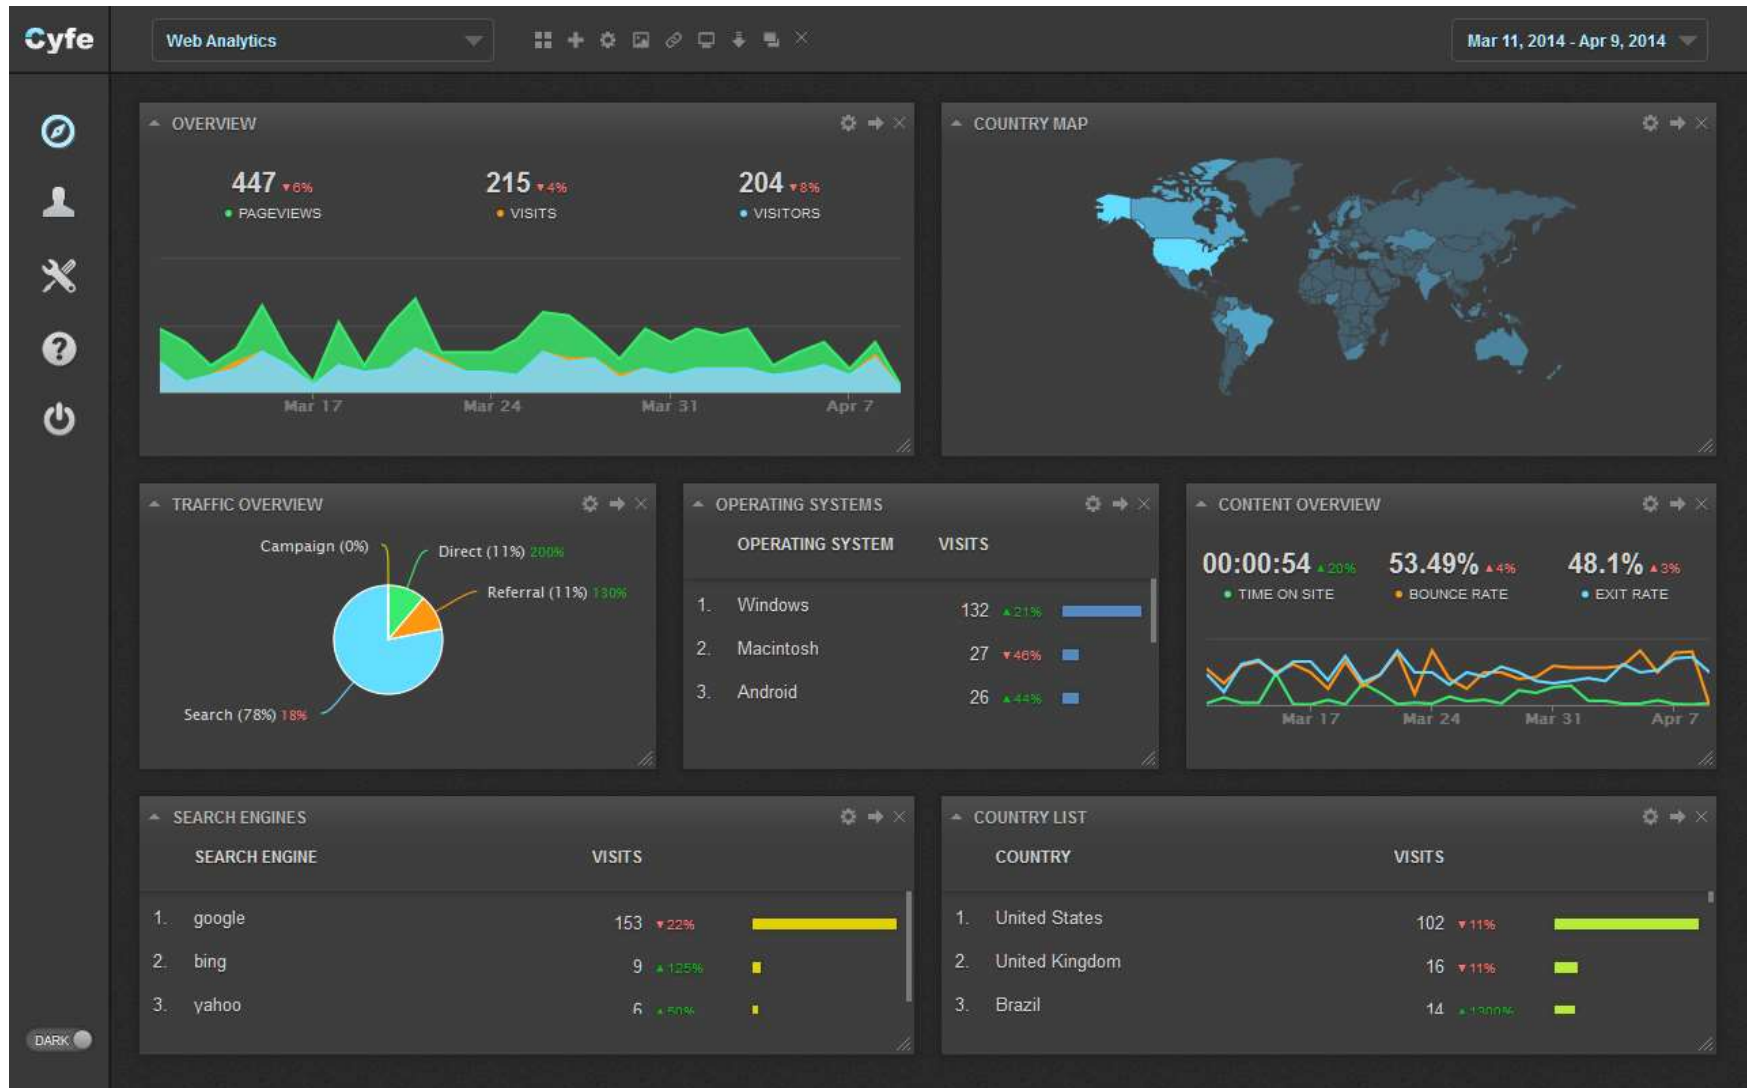 Cyfe
Web Analytics
Mar 11, 2014 - Apr 9, 2014
OVERVIEW
447 ▼6%
215 ▼4%
204 ▼8%
PAGEVIEWS
VISITS
VISITORS
Mar 17
Mar 24
Mar 31
Apr 7
COUNTRY MAP
TRAFFIC OVERVIEW
Campaign (0%)
Direct (11%) 200%
Referral (11%) 130%
Search (78%) 18%
OPERATING SYSTEMS
OPERATING SYSTEM VISITS
1. Windows 132 ▲21%
2. Macintosh 27 ▼46%
3. Android 26 ▲44%
CONTENT OVERVIEW
00:00:54 ▲20%
53.49% ▲4%
48.1% ▲3%
TIME ON SITE
BOUNCE RATE
EXIT RATE
Mar 17
Mar 24
Mar 31
Apr 7
SEARCH ENGINES
SEARCH ENGINE VISITS
1. google 153 ▼22%
2. bing 9 ▲125%
3. yahoo 6 ▲50%
COUNTRY LIST
COUNTRY VISITS
1. United States 102 ▼11%
2. United Kingdom 16 ▼11%
3. Brazil 14 ▲1300%
DARK